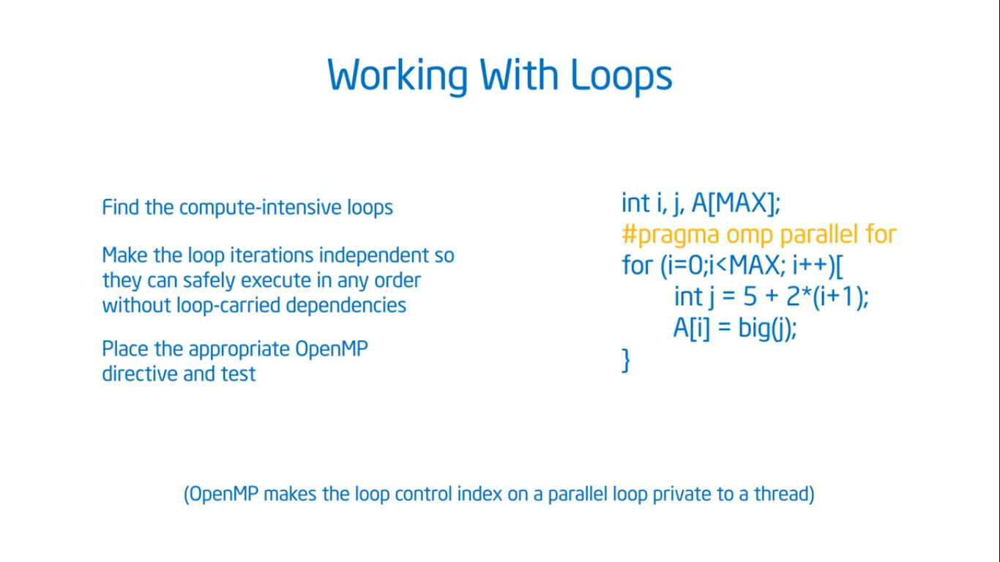 Working With Loops
Find the compute-intensive loops
Make the loop iterations independent so
they can safely execute in any order
without loop-carried dependencies
Place the appropriate OpenMP
directive and test
int i, j, A[MAX];
#pragma omp parallel for
for (i=0;i<MAX; i++)[
int j = 5 + 2*(i+1);
A[i] = big(j);
}
(OpenMP makes the loop control index on a parallel loop private to a thread)